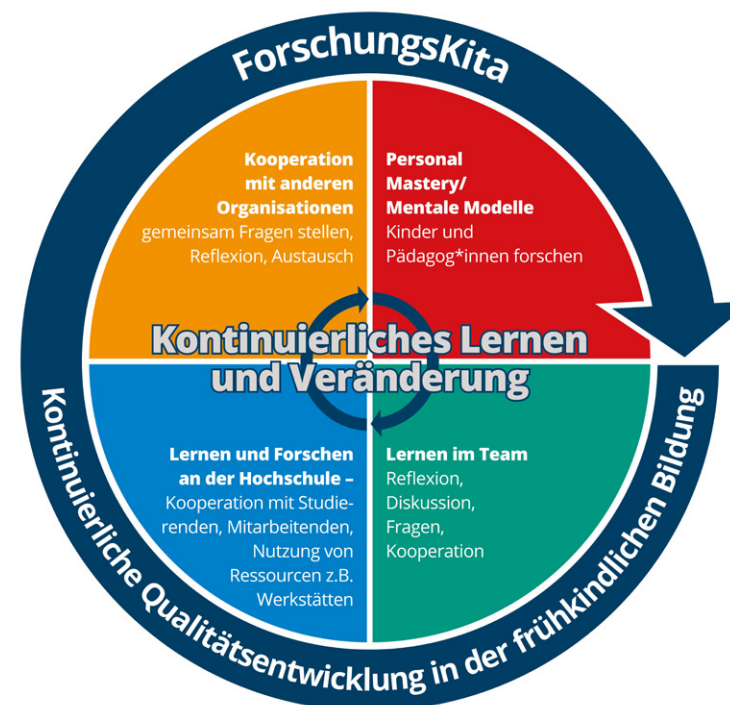 ForschungsKita
Kooperation
mit anderen
Organisationen
gemeinsam Fragen stellen,
Reflexion, Austausch
Personal
Mastery/
Mentale Modelle
Kinder und
Pädagog*innen forschen
Kontinuierliches Lernen
und Veränderung
Lernen und Forschen
an der Hochschule –
Kooperation mit Studie-
renden, Mitarbeitenden,
Nutzung von
Ressourcen z.B.
Werkstätten
Lernen im Team
Reflexion,
Diskussion,
Fragen,
Kooperation
Kontinuierliche Qualitätsentwicklung in der frühkindlichen Bildung